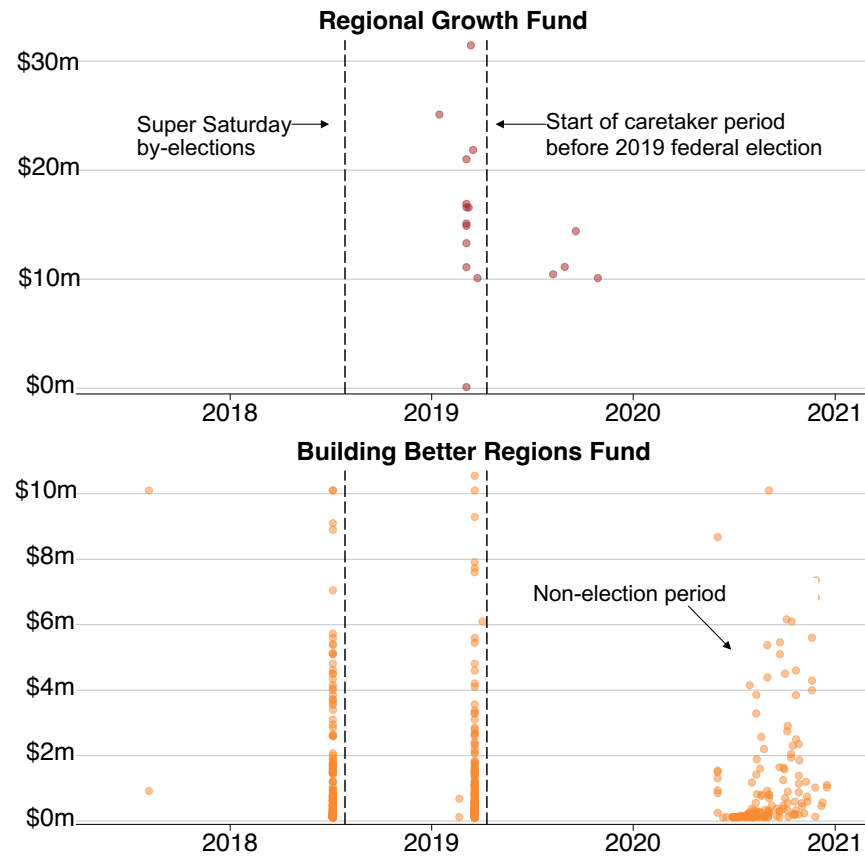 Regional Growth Fund
$30m
Super Saturday
by-elections
Start of caretaker period
before 2019 federal election
$20m
$10m
$0m
2018 2019 2020 2021
Building Better Regions Fund
$10m
$8m
Non-election period
$6m
$4m
$2m
$0m
2018 2019 2020 2021